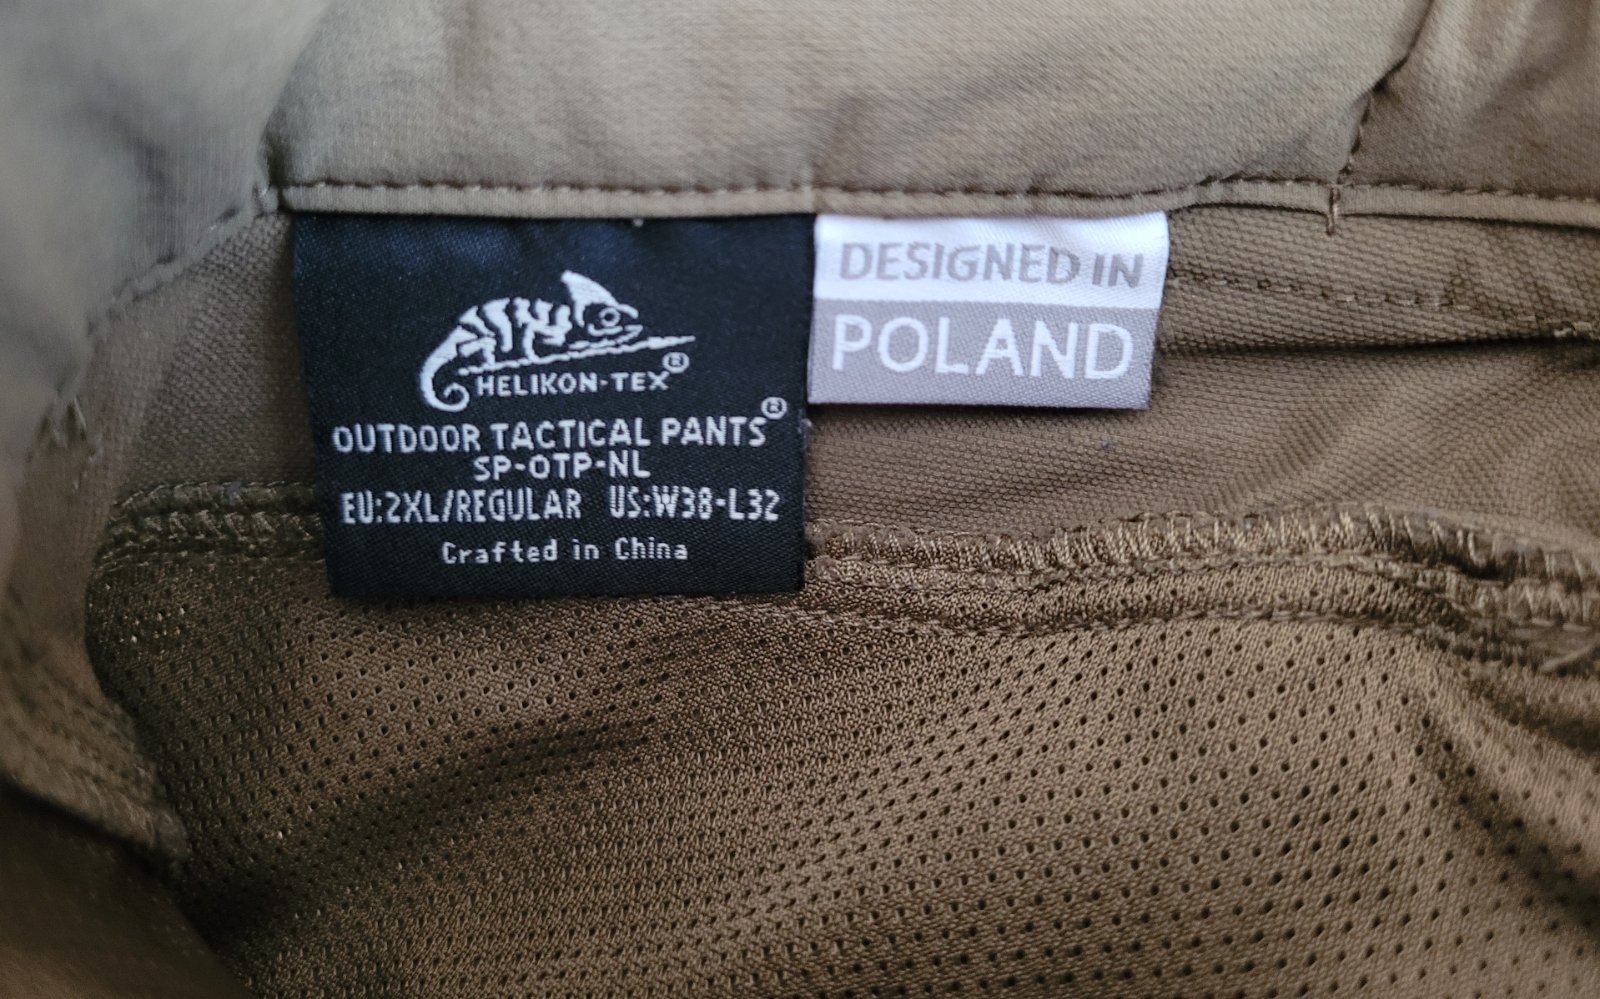 HELIKON-TEX®
OUTDOOR TACTICAL PANTS®
SP-OTP-NL
EU:2XL/REGULAR US:W38-L32
Crafted in China
DESIGNED IN
POLAND